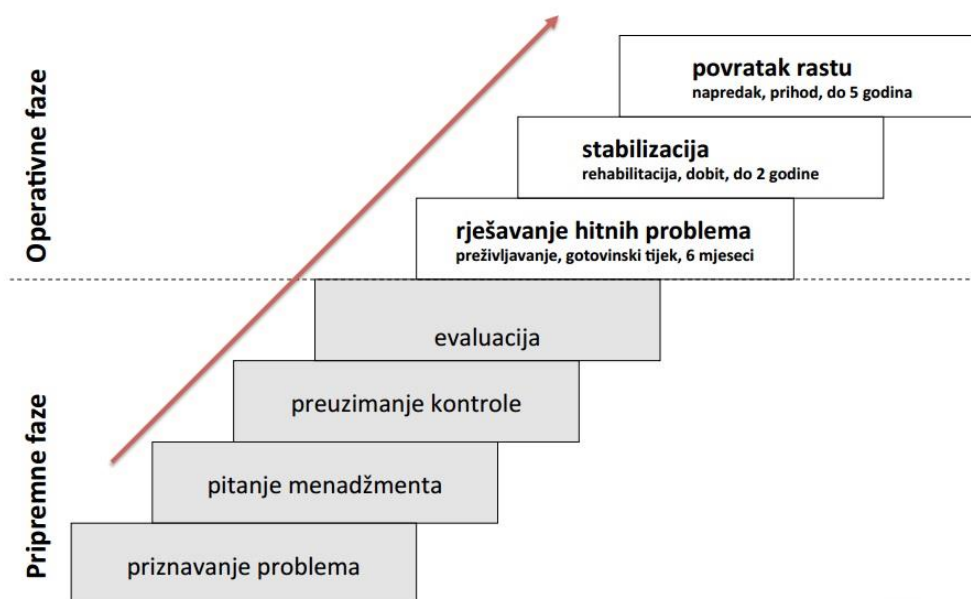 Operativne faze
povratak rastu
napredak, prihod, do 5 godina
stabilizacija
rehabilitacija, dobit, do 2 godine
rješavanje hitnih problema
preživljavanje, gotovinski tijek, 6 mjeseci
Pripremne faze
evaluacija
preuzimanje kontrole
pitanje menadžmenta
priznavanje problema